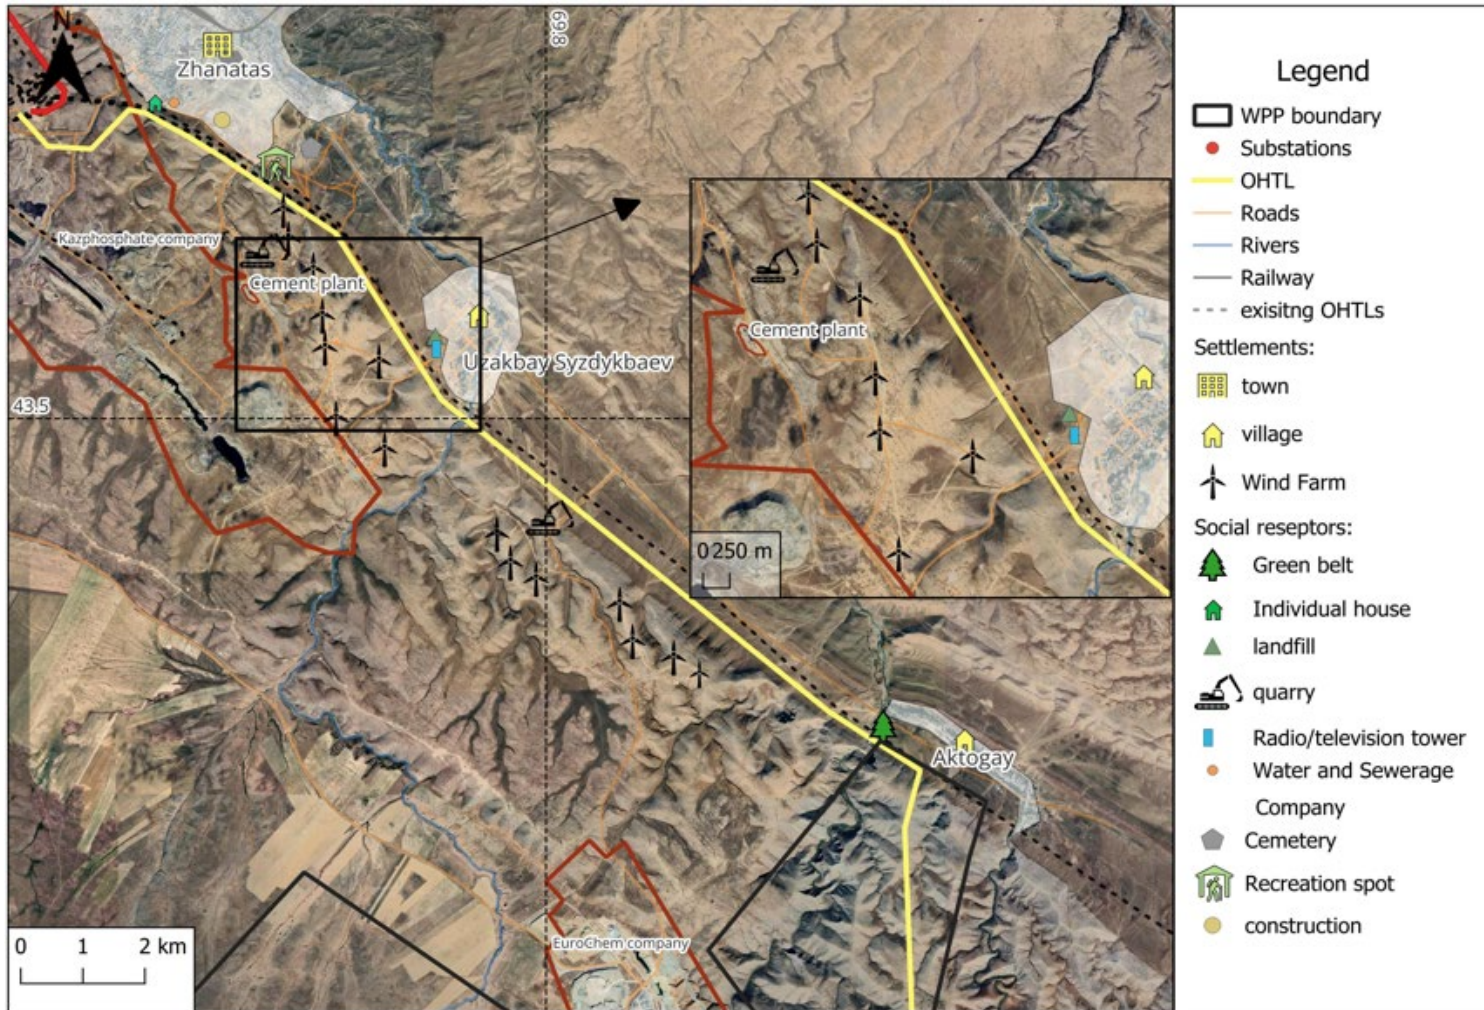 N
Zhanatas
69.8
Kazphosphate company
Cement plant
Uzakbay Syzdykbaev
43.5
Cement plant
0 250 m
Aktogay
EuroChem company
0 1 2 km
Legend
WPP boundary
Substations
OHTL
Roads
Rivers
Railway
exisitng OHTLs
Settlements:
town
village
Wind Farm
Social reseptors:
Green belt
Individual house
landfill
quarry
Radio/television tower
Water and Sewerage
Company
Cemetery
Recreation spot
construction